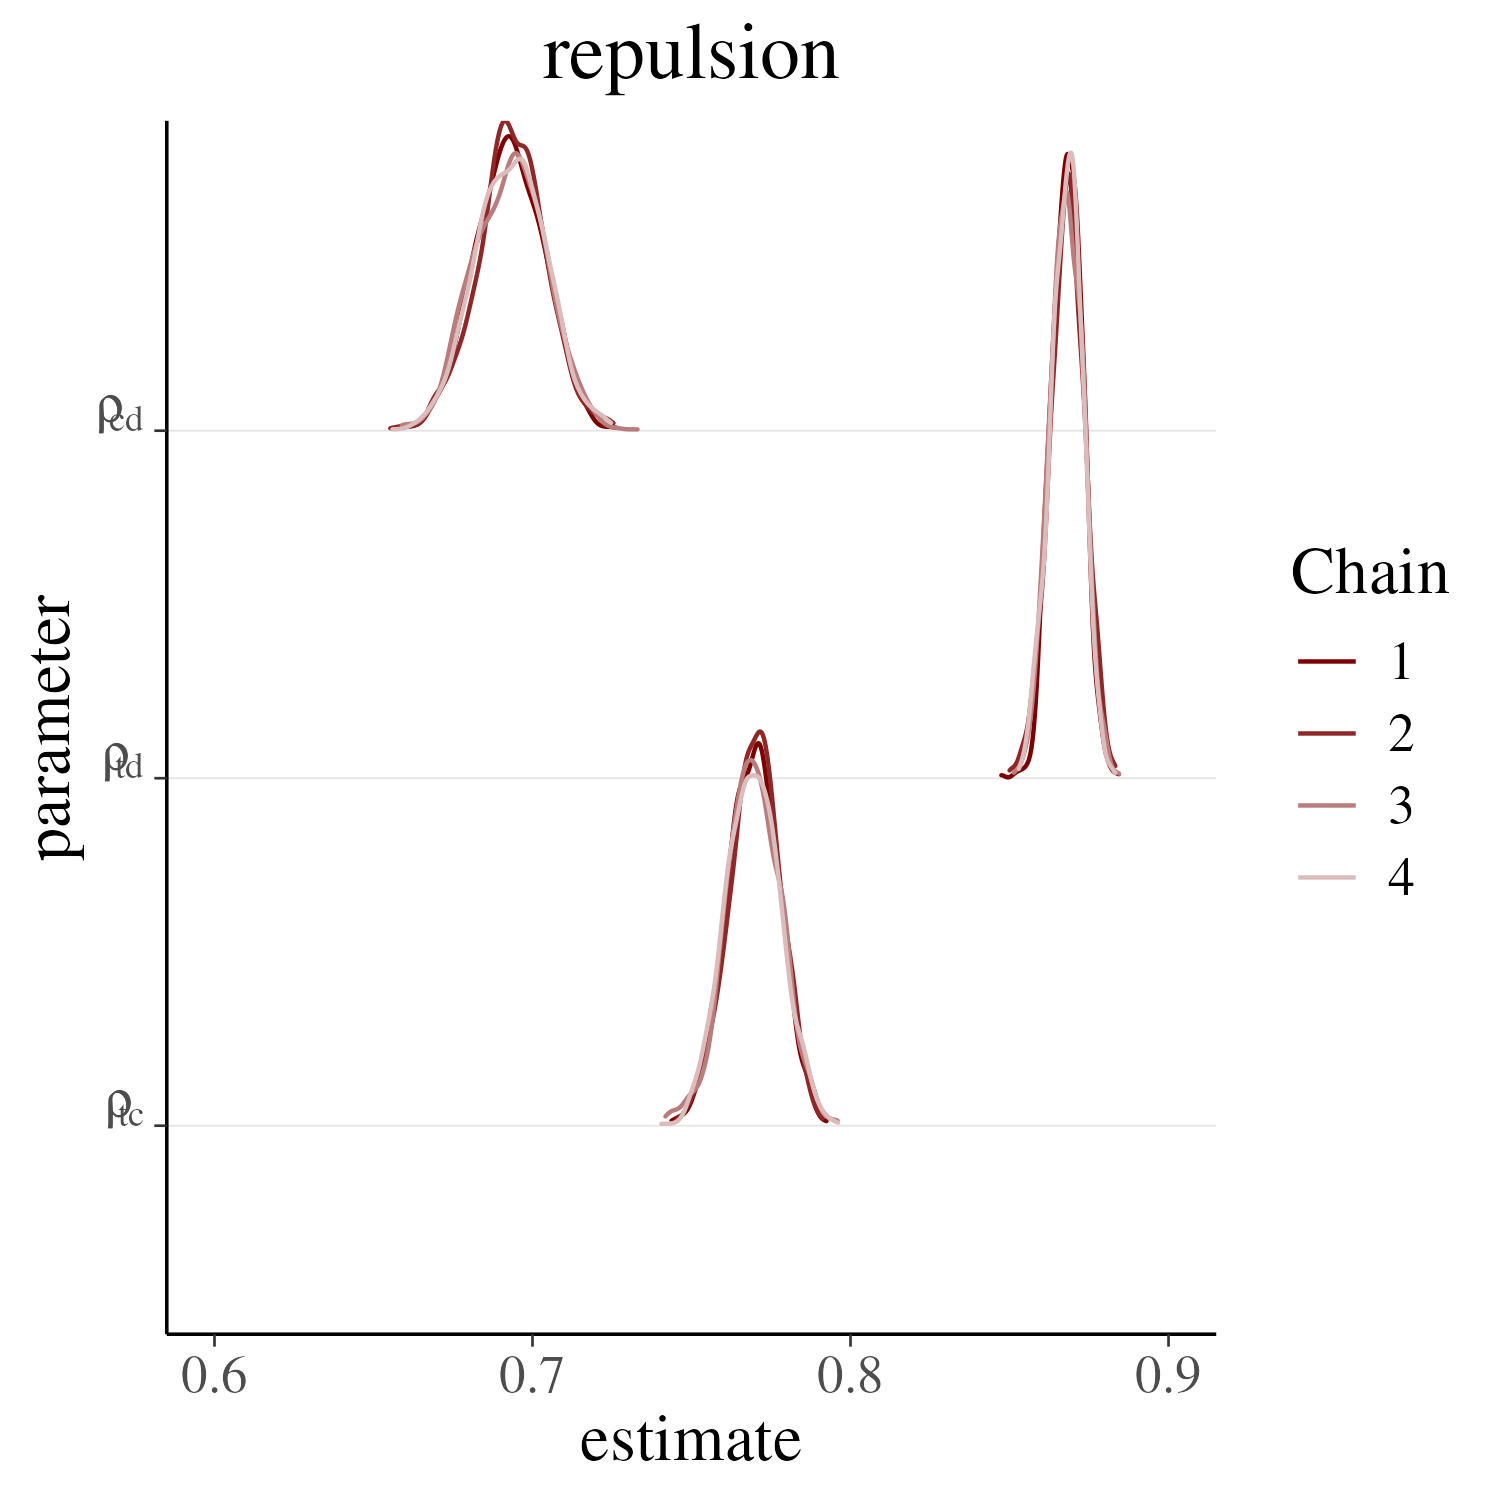 repulsion
ρcd
ρtd
ρtc
parameter
0.6 0.7 0.8 0.9
estimate
Chain
1
2
3
4